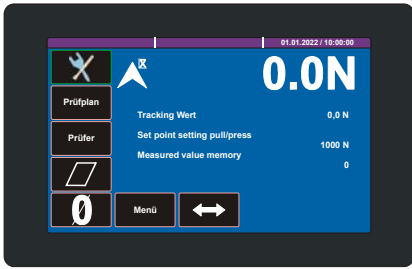 01.01.2022 / 10:00:00
0.0N
Prüfplan
Tracking Wert 0,0 N
Prüfer
Set point setting pull/press 1000 N
Measured value memory 0
0
Menü